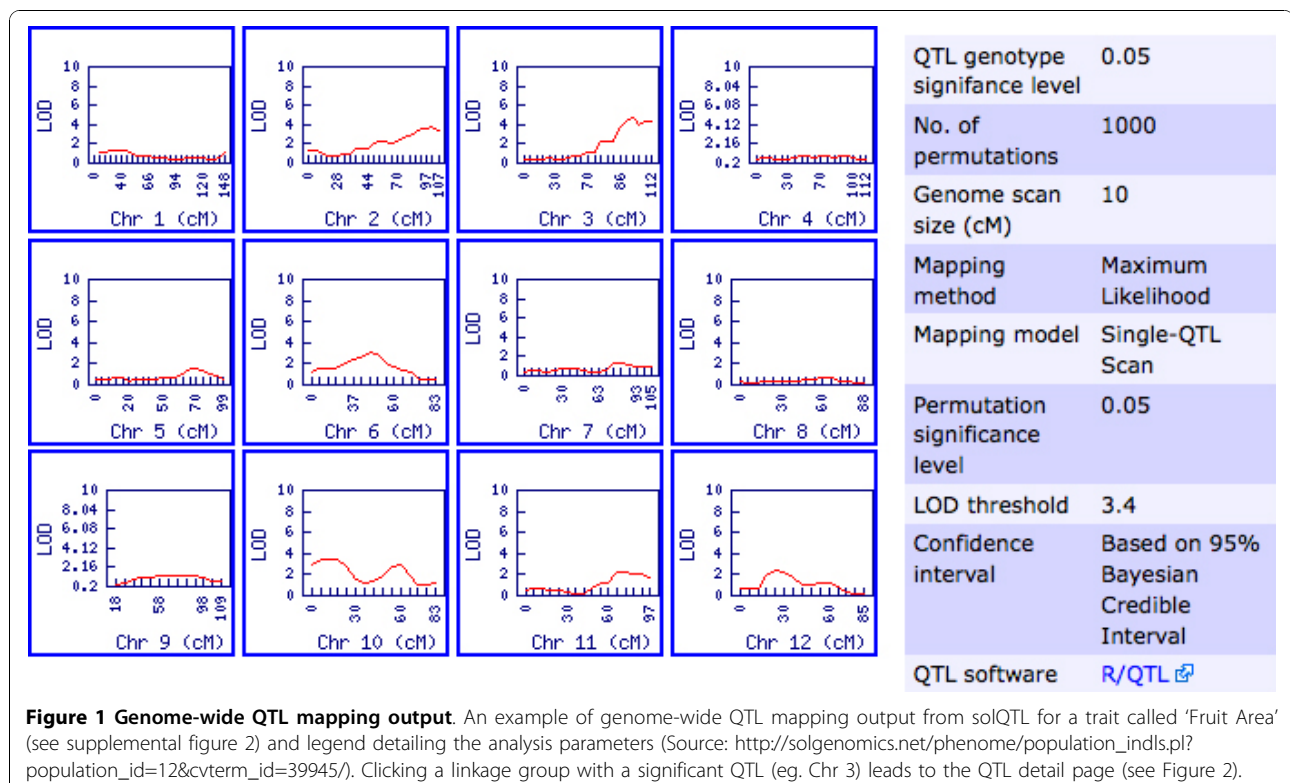 10
8
6
4
2
0
LOD
0
40
66
94
120
148
Chr 1 (cM)
10
8
6
4
2
0
LOD
0
28
44
70
97
107
Chr 2 (cM)
10
8
6
4
2
0
LOD
0
30
70
86
112
Chr 3 (cM)
10
8.04
6.08
4.12
2.16
0.2
LOD
0
30
70
100
112
Chr 4 (cM)
10
8
6
4
2
0
LOD
0
20
50
70
99
Chr 5 (cM)
10
8
6
4
2
0
LOD
0
37
60
83
Chr 6 (cM)
10
8
6
4
2
0
LOD
0
30
63
93
105
Chr 7 (cM)
10
8
6
4
2
0
LOD
0
30
60
88
Chr 8 (cM)
10
8.04
6.08
4.12
2.16
0.2
LOD
18
58
98
109
Chr 9 (cM)
10
8
6
4
2
0
LOD
0
30
60
83
Chr 10 (cM)
10
8
6
4
2
0
LOD
0
30
60
97
Chr 11 (cM)
10
8
6
4
2
0
LOD
0
30
60
85
Chr 12 (cM)
QTL genotype 0.05
signifance level
No. of 1000
permutations
Genome scan 10
size (cM)
Mapping Maximum
method Likelihood
Mapping model Single-QTL
Scan
Permutation 0.05
significance
level
LOD threshold 3.4
Confidence Based on 95%
interval Bayesian
Credible
Interval
QTL software R/QTL
Figure 1 Genome-wide QTL mapping output. An example of genome-wide QTL mapping output from solQTL for a trait called ‘Fruit Area’
(see supplemental figure 2) and legend detailing the analysis parameters (Source: http://solgenomics.net/phenome/population_indls.pl?
population_id=12&cvterm_id=39945/). Clicking a linkage group with a significant QTL (eg. Chr 3) leads to the QTL detail page (see Figure 2).